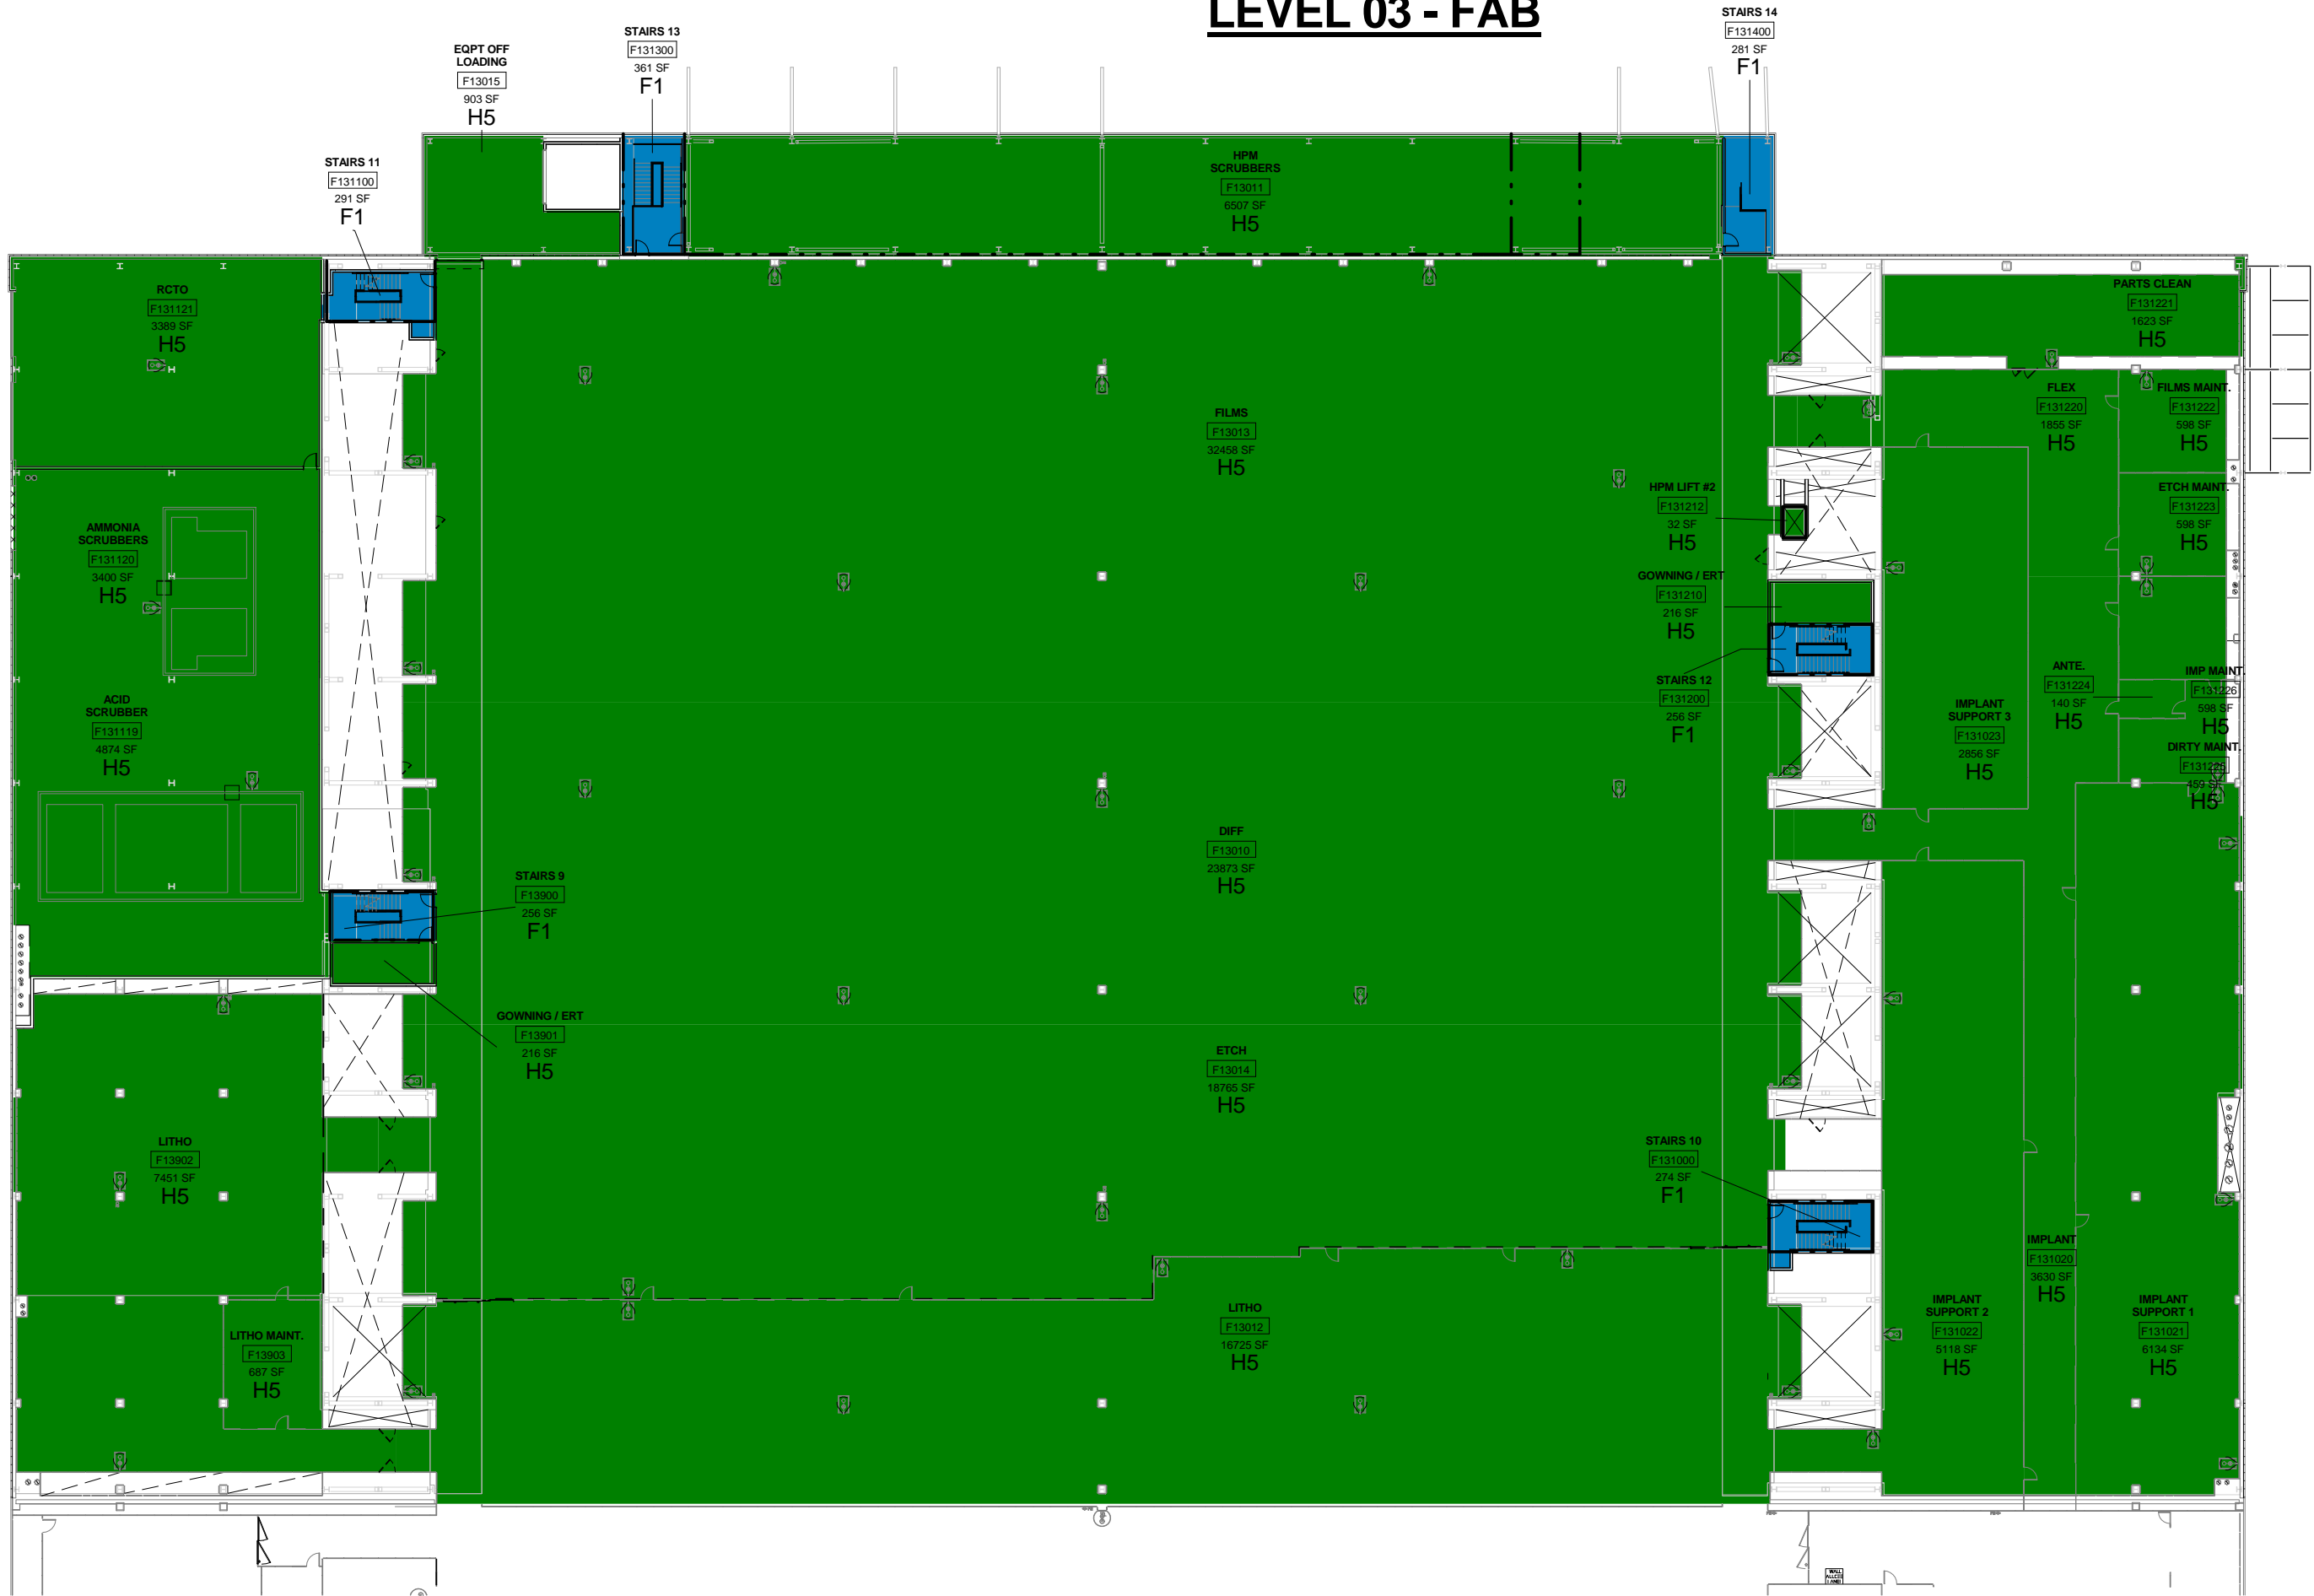 LEVEL 03 - FAB
STAIRS 14
F131400
281 SF
F1
STAIRS 13
F131300
361 SF
F1
EQPT OFF
LOADING
F13015
903 SF
H5
STAIRS 11
F131100
291 SF
F1
HPM
SCRUBBERS
F13011
6507 SF
H5
RCTO
F131121
3389 SF
H5
PARTS CLEAN
F131221
1623 SF
H5
FILMS
F13013
32458 SF
H5
FLEX
F131220
1855 SF
H5
FILMS MAINT.
F131222
598 SF
H5
HPM LIFT #2
F131212
32 SF
H5
ETCH MAINT.
F131223
598 SF
H5
AMMONIA
SCRUBBERS
F131120
3400 SF
H5
GOWNING / ERT
F131210
216 SF
H5
STAIRS 12
F131200
256 SF
F1
ACID
SCRUBBER
F131119
4874 SF
H5
IMPLANT
SUPPORT 3
F131023
2856 SF
H5
ANTE.
F131224
140 SF
H5
IMP MAINT.
F131226
598 SF
H5
DIRTY MAINT.
F131225
459 SF
H5
DIFF
F13010
23873 SF
H5
STAIRS 9
F13900
256 SF
F1
GOWNING / ERT
F13901
216 SF
H5
ETCH
F13014
18765 SF
H5
LITHO
F13902
7451 SF
H5
STAIRS 10
F131000
274 SF
F1
IMPLANT
F131020
3630 SF
H5
LITHO
F13012
16725 SF
H5
LITHO MAINT.
F13903
687 SF
H5
IMPLANT
SUPPORT 2
F131022
5118 SF
H5
IMPLANT
SUPPORT 1
F131021
6134 SF
H5